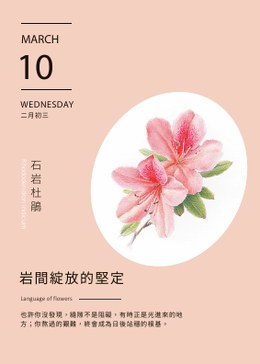 MARCH
10
WEDNESDAY
二月初三
石岩杜鵑
岩間綻放的堅定
Language of flowers
也許你沒發現,縫隙不是阻礙,有時正是光進來的地
方;你熬過的艱難,終會成為日後站穩的根基。